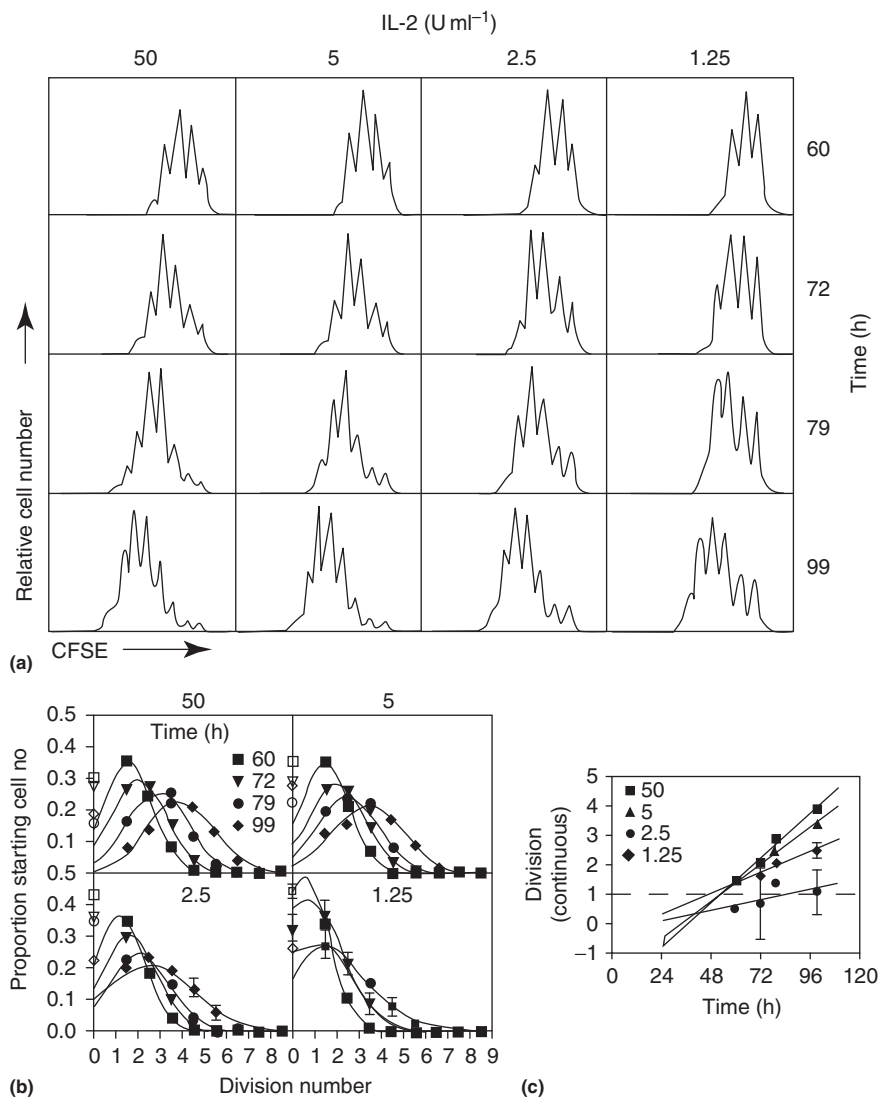 IL-2 (U ml⁻¹)
50 5 2.5 1.25
60
72
79
99
Time (h)
Relative cell number
CFSE
(a)
50 5
Time (h)
60
72
79
99
0.5
0.4
0.3
0.2
0.1
0.5
2.5 1.25
0.4
0.3
0.2
0.1
0.0
0 1 2 3 4 5 6 7 8 0 1 2 3 4 5 6 7 8 9
Proportion starting cell no
Division number
(b)
50
5
2.5
1.25
5
4
3
2
1
0
−1
0 24 48 72 96 120
Division
(continuous)
Time (h)
(c)